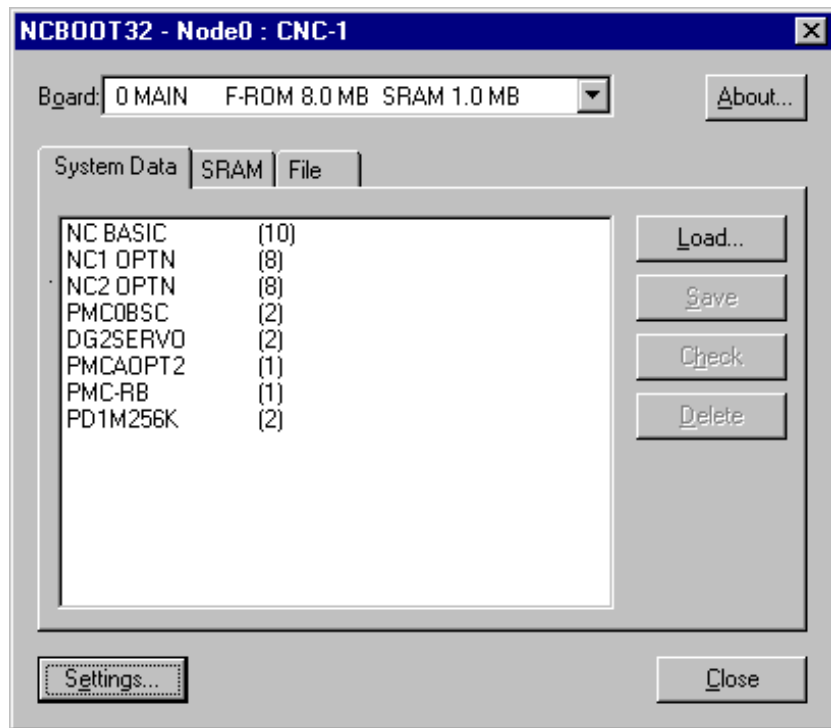 NCBOOT32 - Node0 : CNC-1
Board: 0 MAIN F-ROM 8.0 MB SRAM 1.0 MB About...
System Data SRAM File
NC BASIC (10)
NC1 OPTN (8)
NC2 OPTN (8)
PMC0BSC (2)
DG2SERVO (2)
PMCAOPT2 (1)
PMC-RB (1)
PD1M256K (2)
Load...
Save
Check
Delete
Settings... Close